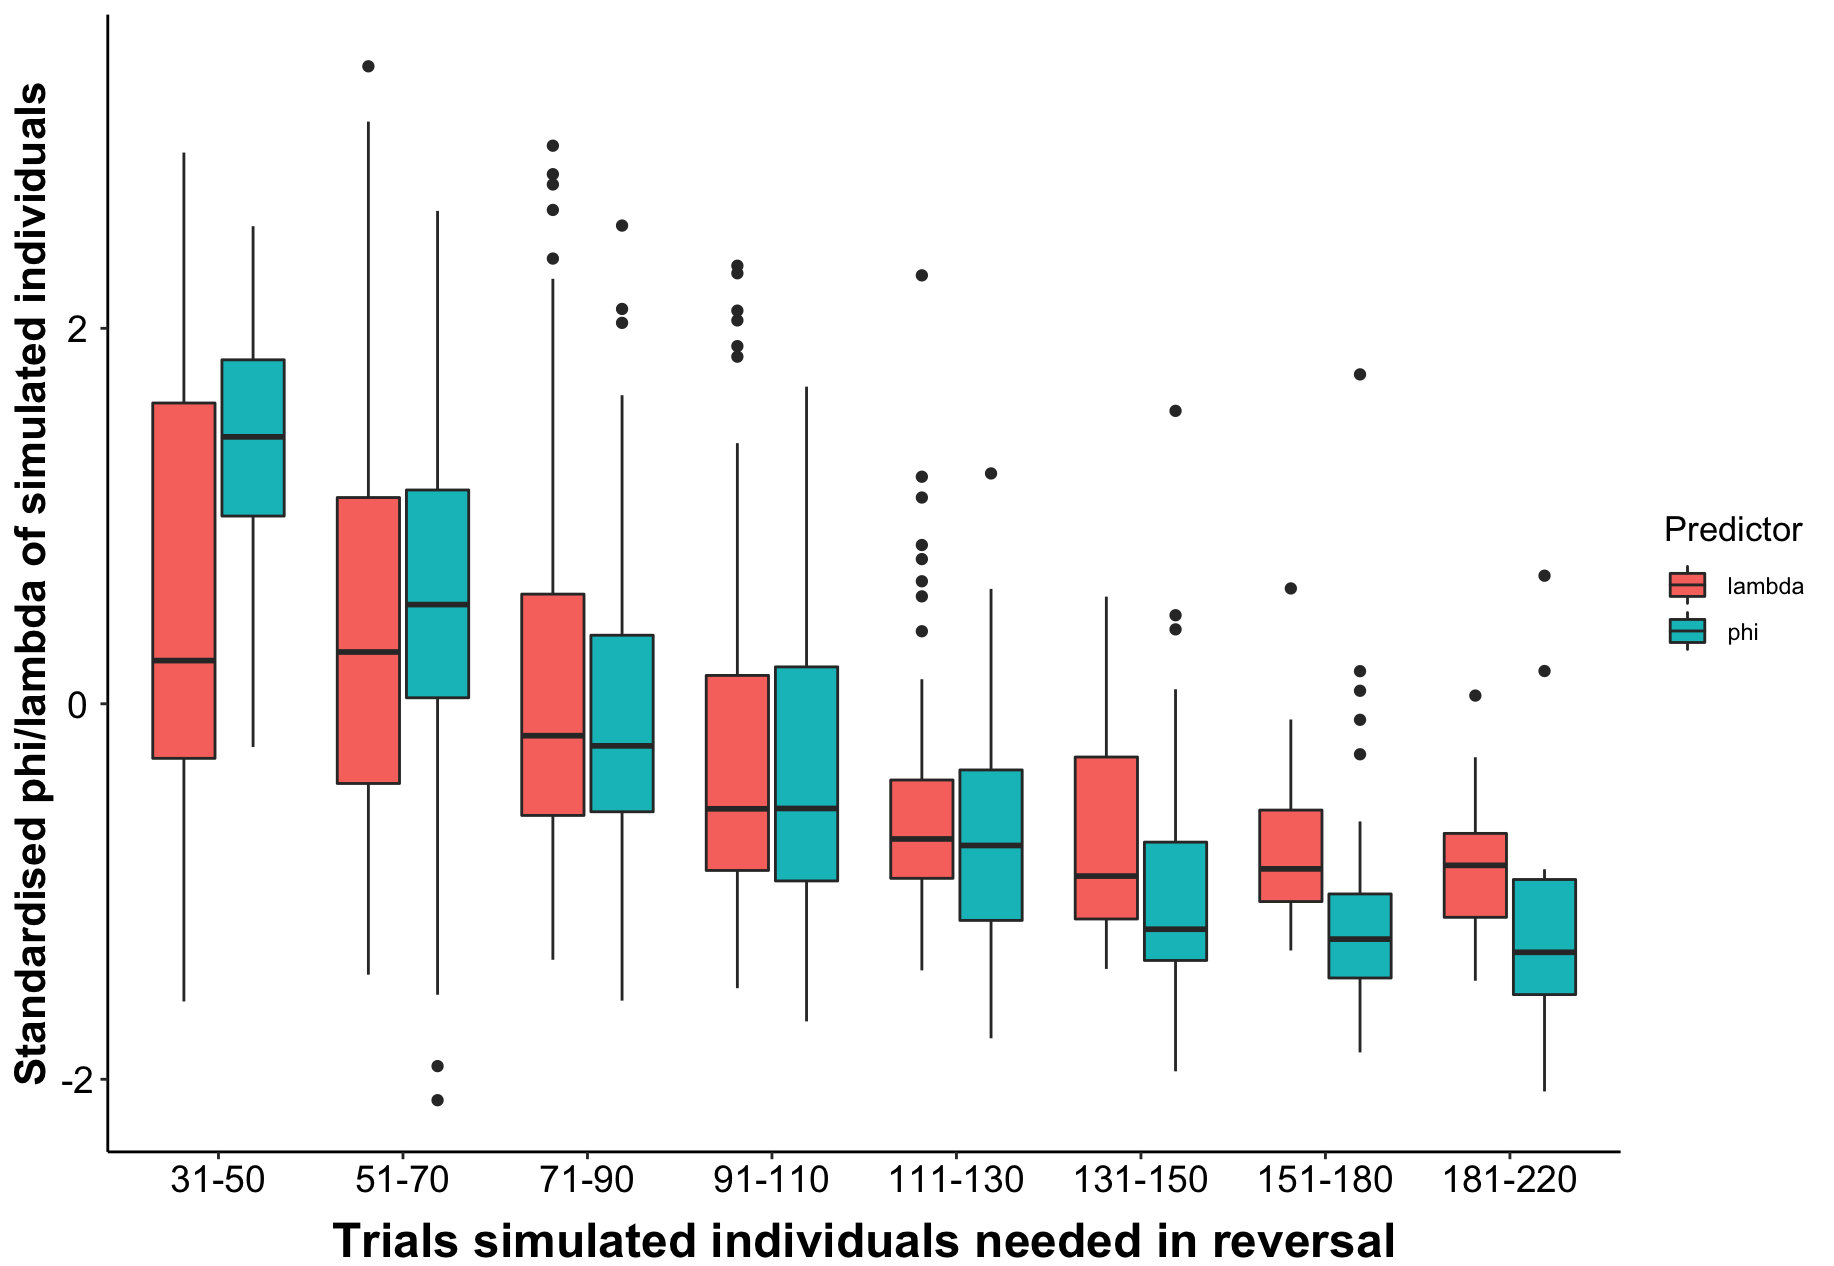 Standardised phi/lambda of simulated individuals
2
0
-2
31-50 51-70 71-90 91-110 111-130 131-150 151-180 181-220
Trials simulated individuals needed in reversal
Predictor
lambda
phi